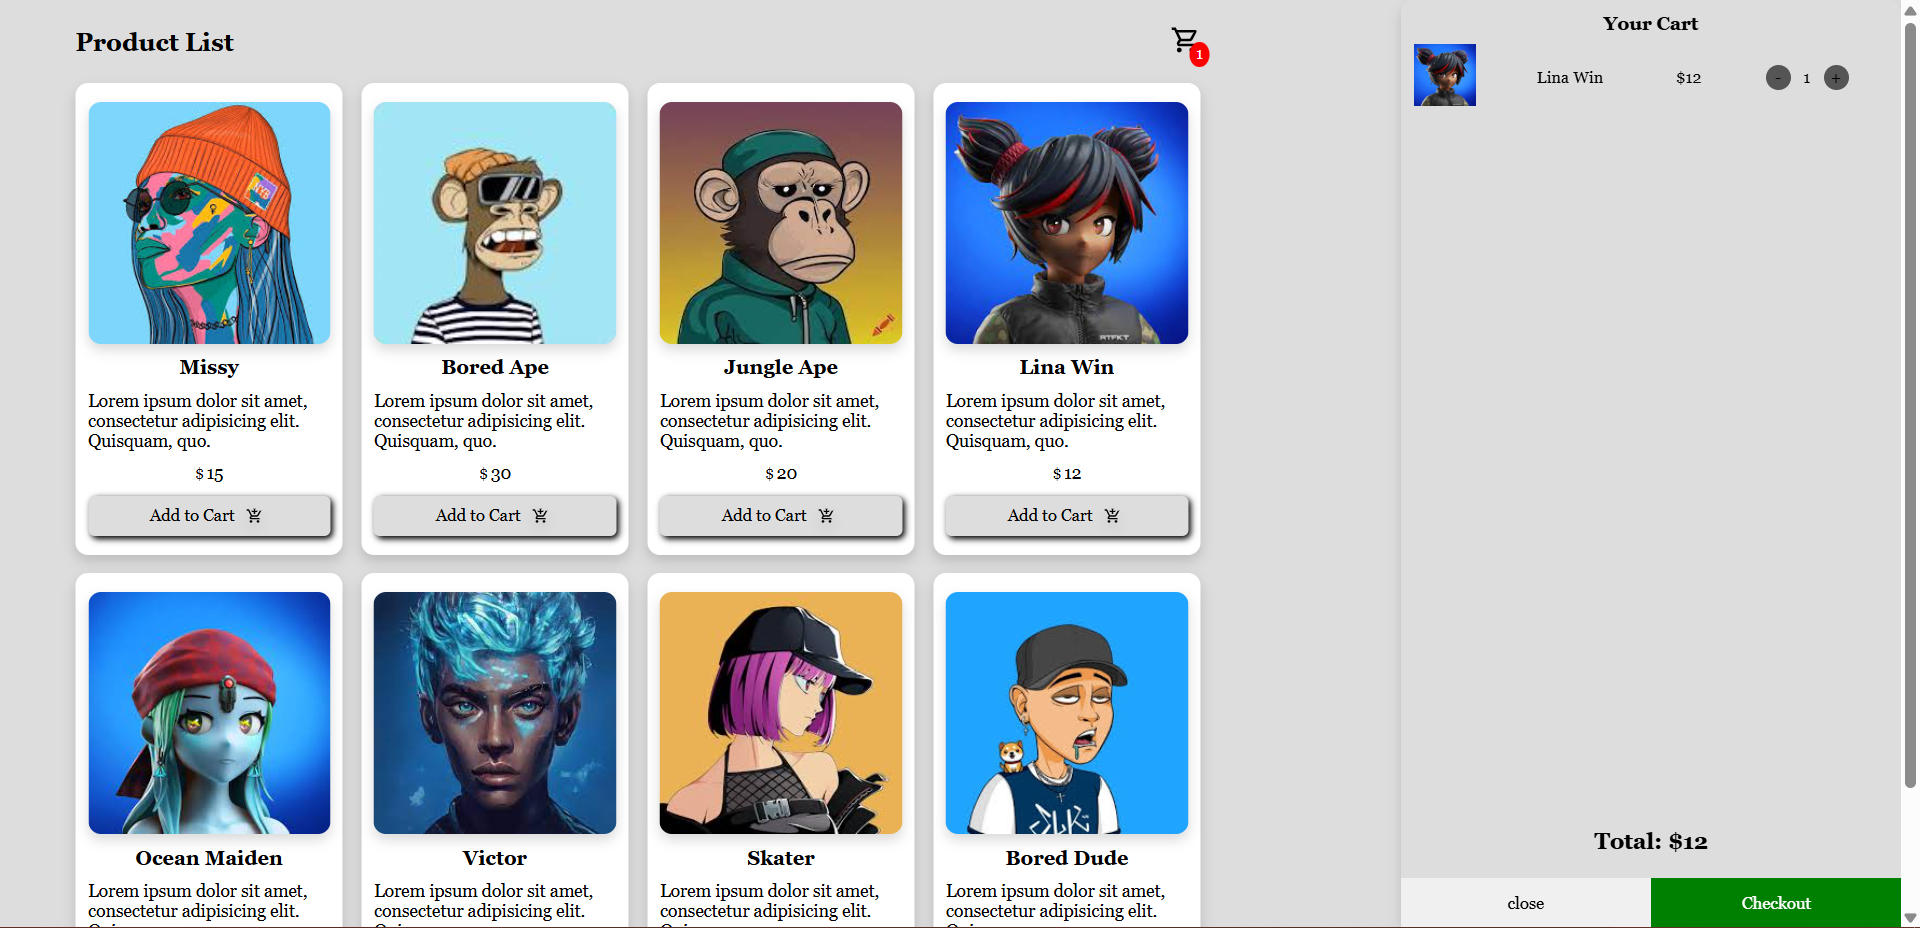 Product List
1
Missy
Lorem ipsum dolor sit amet,
consectetur adipisicing elit.
Quisquam, quo.
$ 15
Add to Cart
Bored Ape
Lorem ipsum dolor sit amet,
consectetur adipisicing elit.
Quisquam, quo.
$ 30
Add to Cart
Jungle Ape
Lorem ipsum dolor sit amet,
consectetur adipisicing elit.
Quisquam, quo.
$ 20
Add to Cart
RTFKT
Lina Win
Lorem ipsum dolor sit amet,
consectetur adipisicing elit.
Quisquam, quo.
$ 12
Add to Cart
Ocean Maiden
Lorem ipsum dolor sit amet,
consectetur adipisicing elit.
Victor
Lorem ipsum dolor sit amet,
consectetur adipisicing elit.
Skater
Lorem ipsum dolor sit amet,
consectetur adipisicing elit.
Bored Dude
Lorem ipsum dolor sit amet,
consectetur adipisicing elit.
Your Cart
Lina Win $12 - 1 +
Total: $12
close Checkout